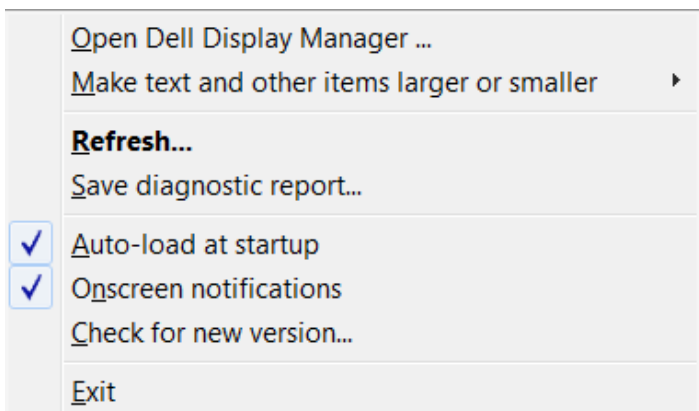 Open Dell Display Manager ...
Make text and other items larger or smaller
Refresh...
Save diagnostic report...
Auto-load at startup
Onscreen notifications
Check for new version...
Exit